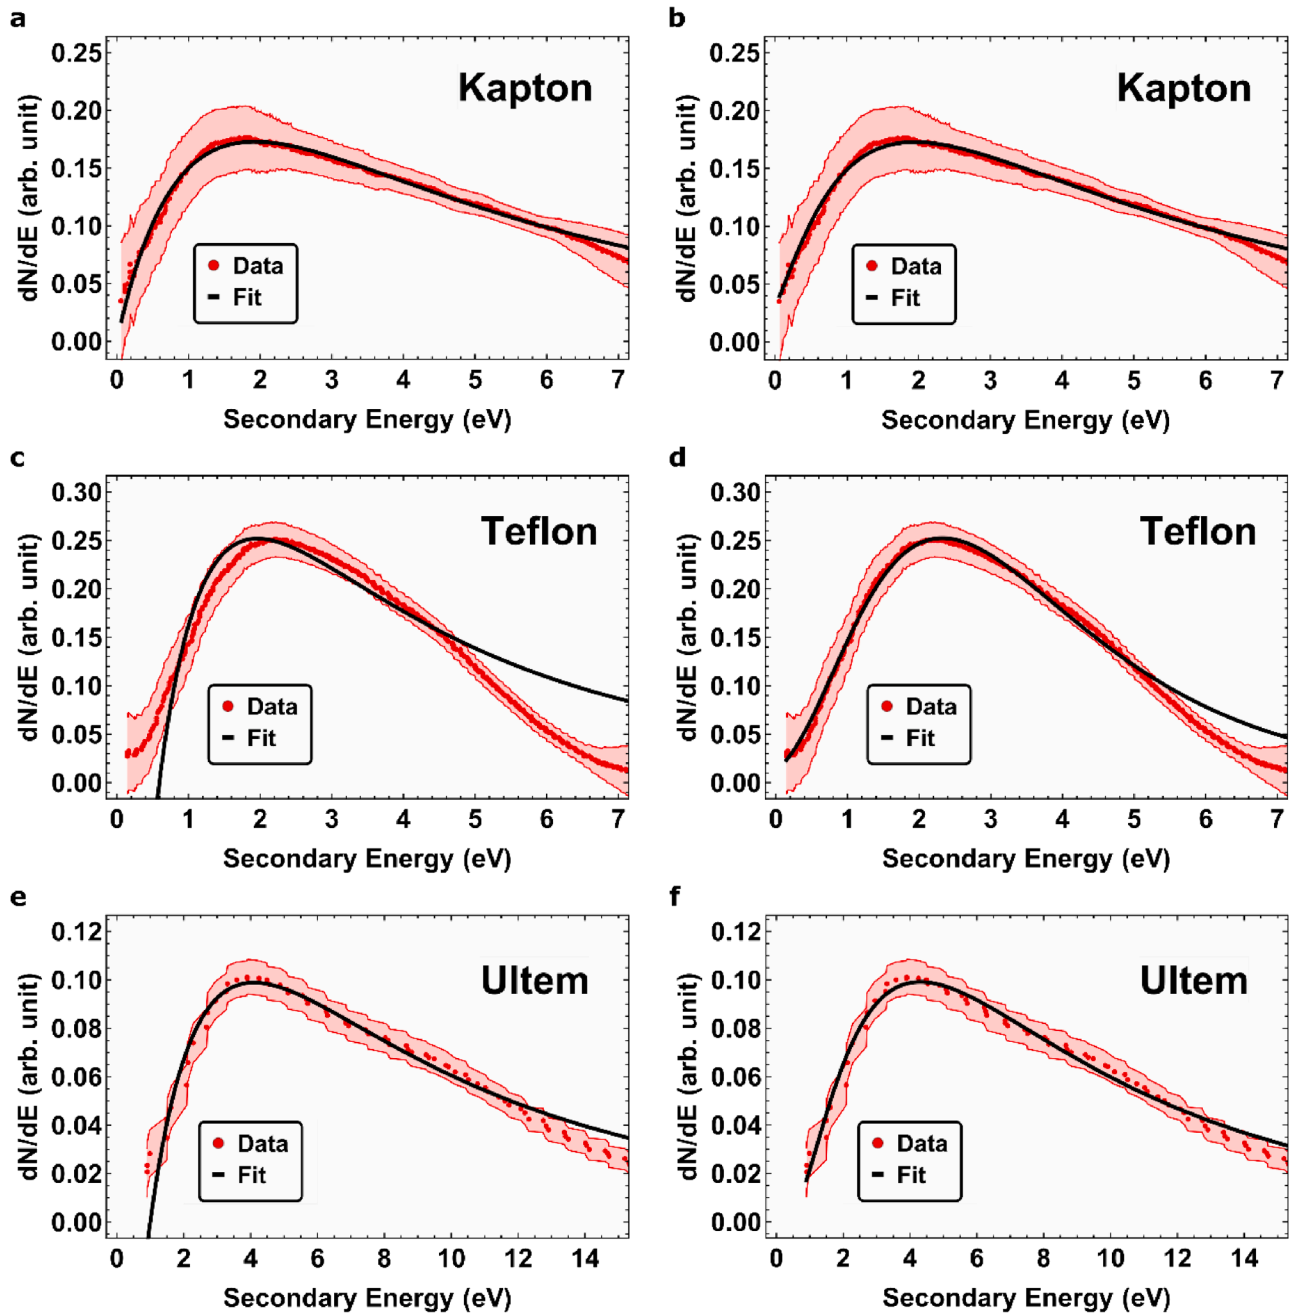 a
dN/dE (arb. unit)
0.25
0.20
0.15
0.10
0.05
0.00
Kapton
Data
Fit
0 1 2 3 4 5 6 7
Secondary Energy (eV)
b
dN/dE (arb. unit)
0.25
0.20
0.15
0.10
0.05
0.00
Kapton
Data
Fit
0 1 2 3 4 5 6 7
Secondary Energy (eV)
c
dN/dE (arb. unit)
0.30
0.25
0.20
0.15
0.10
0.05
0.00
Teflon
Data
Fit
0 1 2 3 4 5 6 7
Secondary Energy (eV)
d
dN/dE (arb. unit)
0.30
0.25
0.20
0.15
0.10
0.05
0.00
Teflon
Data
Fit
0 1 2 3 4 5 6 7
Secondary Energy (eV)
e
dN/dE (arb. unit)
0.12
0.10
0.08
0.06
0.04
0.02
0.00
Ultem
Data
Fit
0 2 4 6 8 10 12 14
Secondary Energy (eV)
f
dN/dE (arb. unit)
0.12
0.10
0.08
0.06
0.04
0.02
0.00
Ultem
Data
Fit
0 2 4 6 8 10 12 14
Secondary Energy (eV)